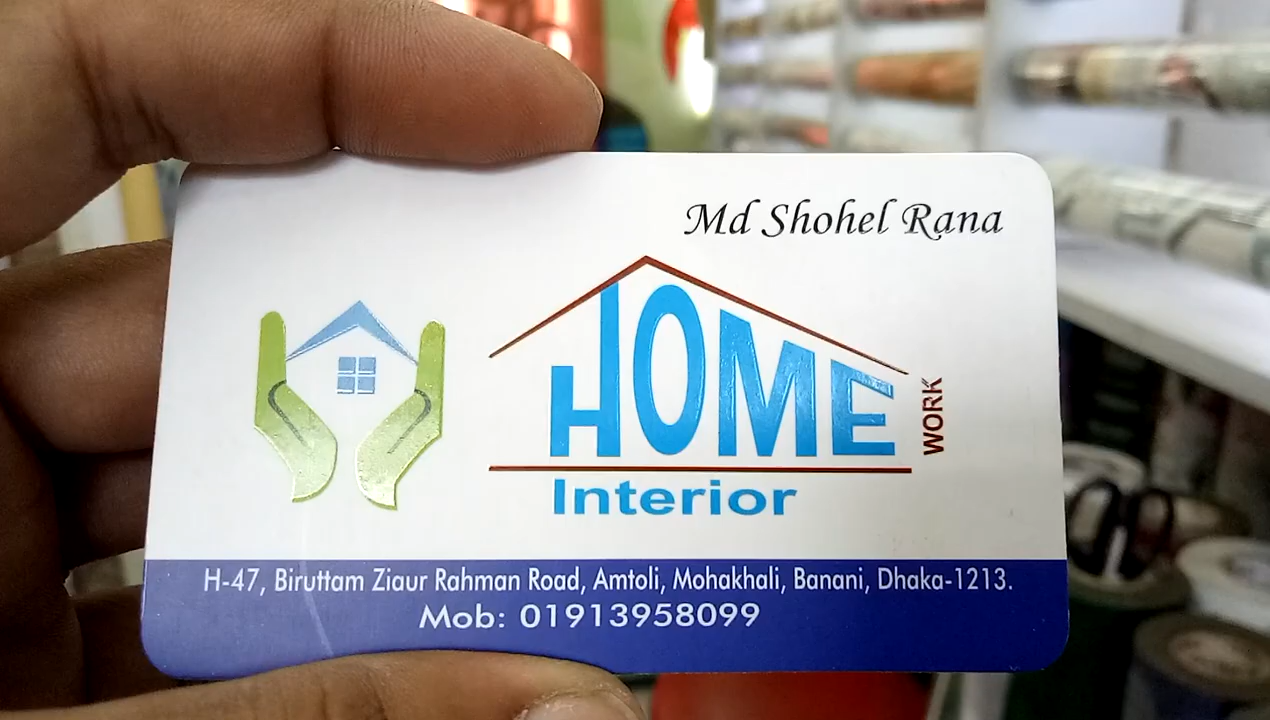 Md Shohel Rana
HOME
WORK
Interior
H-47, Biruttam Ziaur Rahman Road, Amtoli, Mohakhali, Banani, Dhaka-1213.
Mob: 01913958099